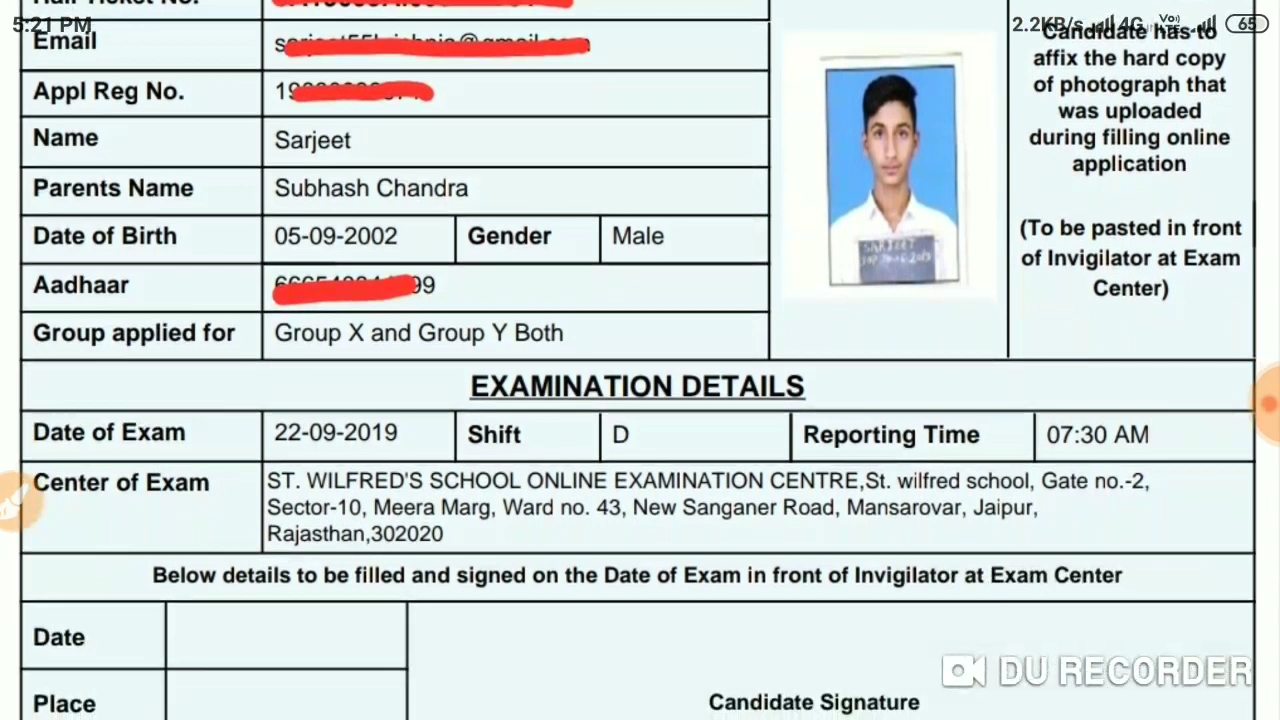 5:21 PM
2.2KB/s 4G 65
Email
Appl Reg No.
Name Sarjeet
Parents Name Subhash Chandra
Date of Birth 05-09-2002 Gender Male
Aadhaar
Group applied for Group X and Group Y Both
SARJEET
Candidate has to
affix the hard copy
of photograph that
was uploaded
during filling online
application
(To be pasted in front
of Invigilator at Exam
Center)
EXAMINATION DETAILS
Date of Exam 22-09-2019 Shift D Reporting Time 07:30 AM
Center of Exam ST. WILFRED'S SCHOOL ONLINE EXAMINATION CENTRE,St. wilfred school, Gate no.-2,
Sector-10, Meera Marg, Ward no. 43, New Sanganer Road, Mansarovar, Jaipur,
Rajasthan,302020
Below details to be filled and signed on the Date of Exam in front of Invigilator at Exam Center
Date
Place
Candidate Signature
DU RECORDER